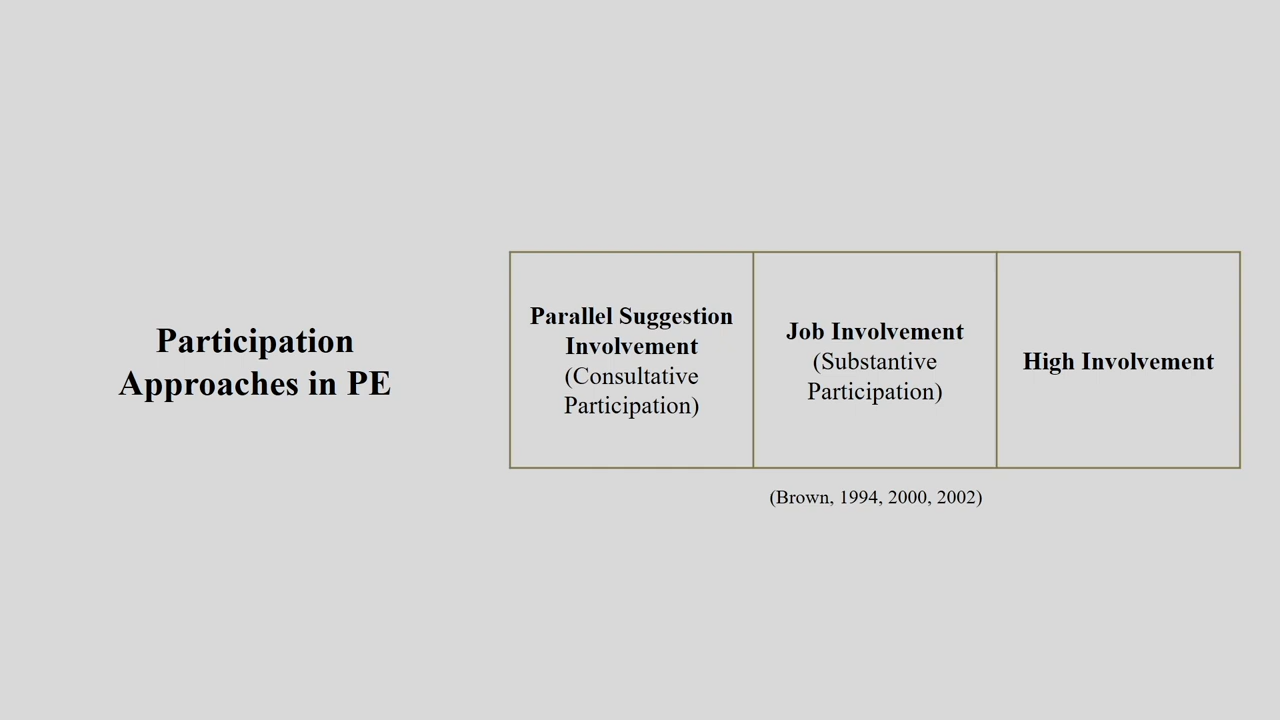 Participation
Approaches in PE
Parallel Suggestion
Involvement
(Consultative
Participation)
Job Involvement
(Substantive
Participation)
High Involvement
(Brown, 1994, 2000, 2002)